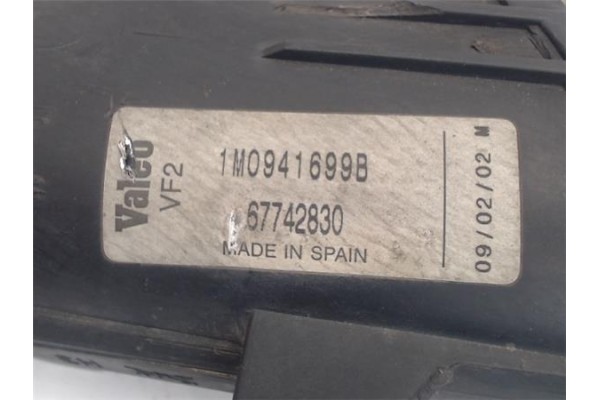 Valeo
VF2
1M0941699B
67742830
MADE IN SPAIN
09/02/02 M